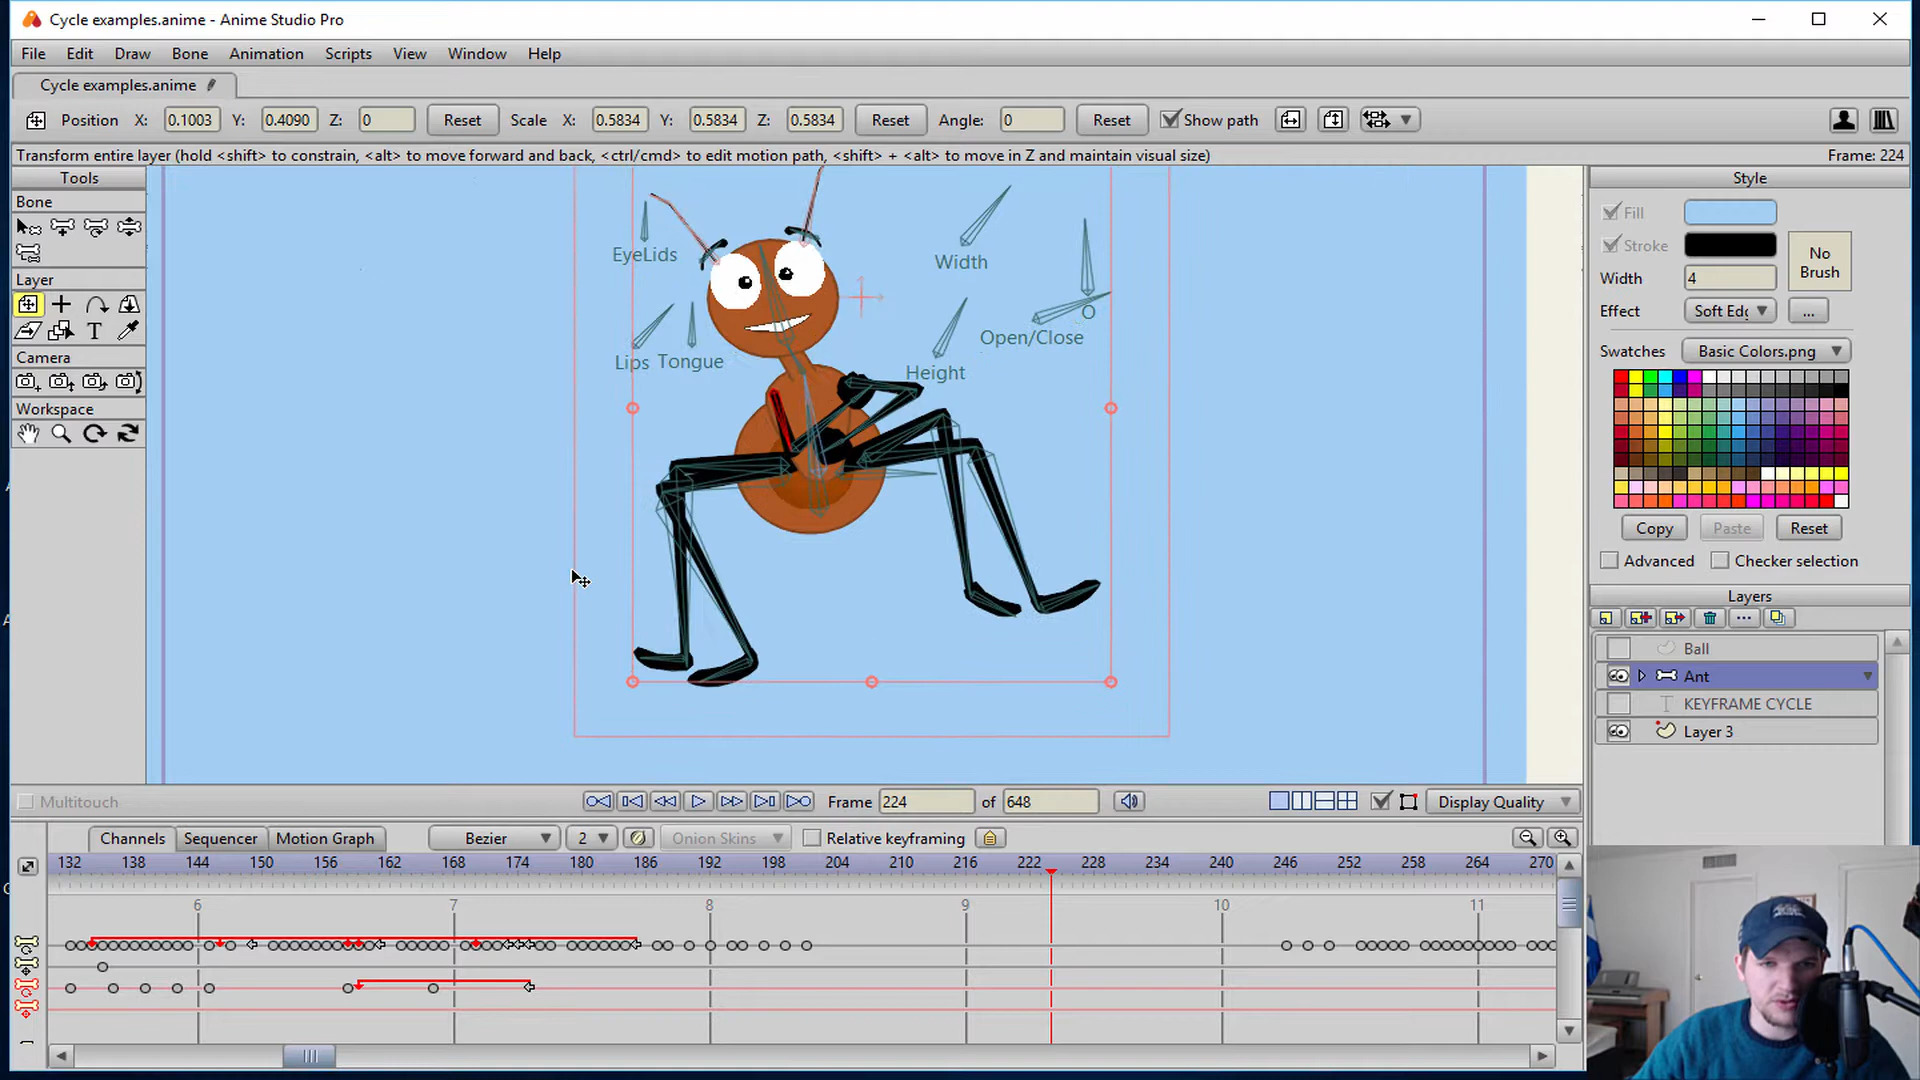 Cycle examples.anime - Anime Studio Pro
File Edit Draw Bone Animation Scripts View Window Help
Cycle examples.anime
Position X: 0.1003 Y: 0.4090 Z: 0 Reset Scale X: 0.5834 Y: 0.5834 Z: 0.5834 Reset Angle: 0 Reset Show path
Transform entire layer (hold <shift> to constrain, <alt> to move forward and back, <ctrl/cmd> to edit motion path, <shift> + <alt> to move in Z and maintain visual size) Frame: 224
Tools
Bone
Layer
T
Camera
Workspace
EyeLids
Width
O
Open/Close
Lips Tongue
Height
Style
Fill
Stroke
No Brush
Width 4
Effect Soft Edg ...
Swatches Basic Colors.png
Copy Paste Reset
Advanced Checker selection
Layers
Ball
Ant
T KEYFRAME CYCLE
Layer 3
Multitouch Frame 224 of 648 Display Quality
Channels Sequencer Motion Graph Bezier 2 Onion Skins Relative keyframing
132 138 144 150 156 162 168 174 180 186 192 198 204 210 216 222 228 234 240 246 252 258 264 270
6 7 8 9 10 11